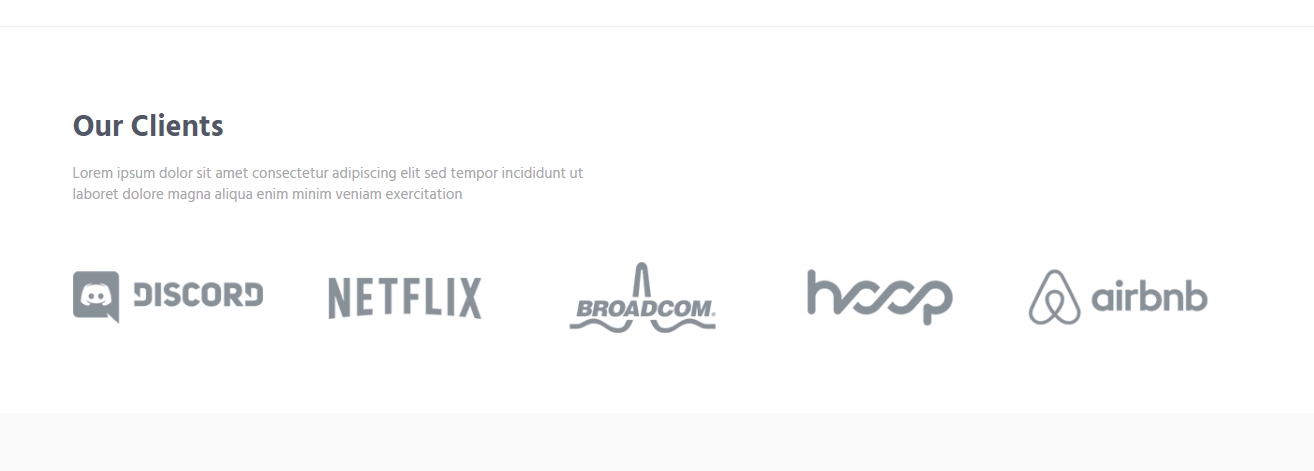 Our Clients
Lorem ipsum dolor sit amet consectetur adipiscing elit sed tempor incididunt ut
laboret dolore magna aliqua enim minim veniam exercitation
DISCORD NETFLIX BROADCOM. hoop airbnb